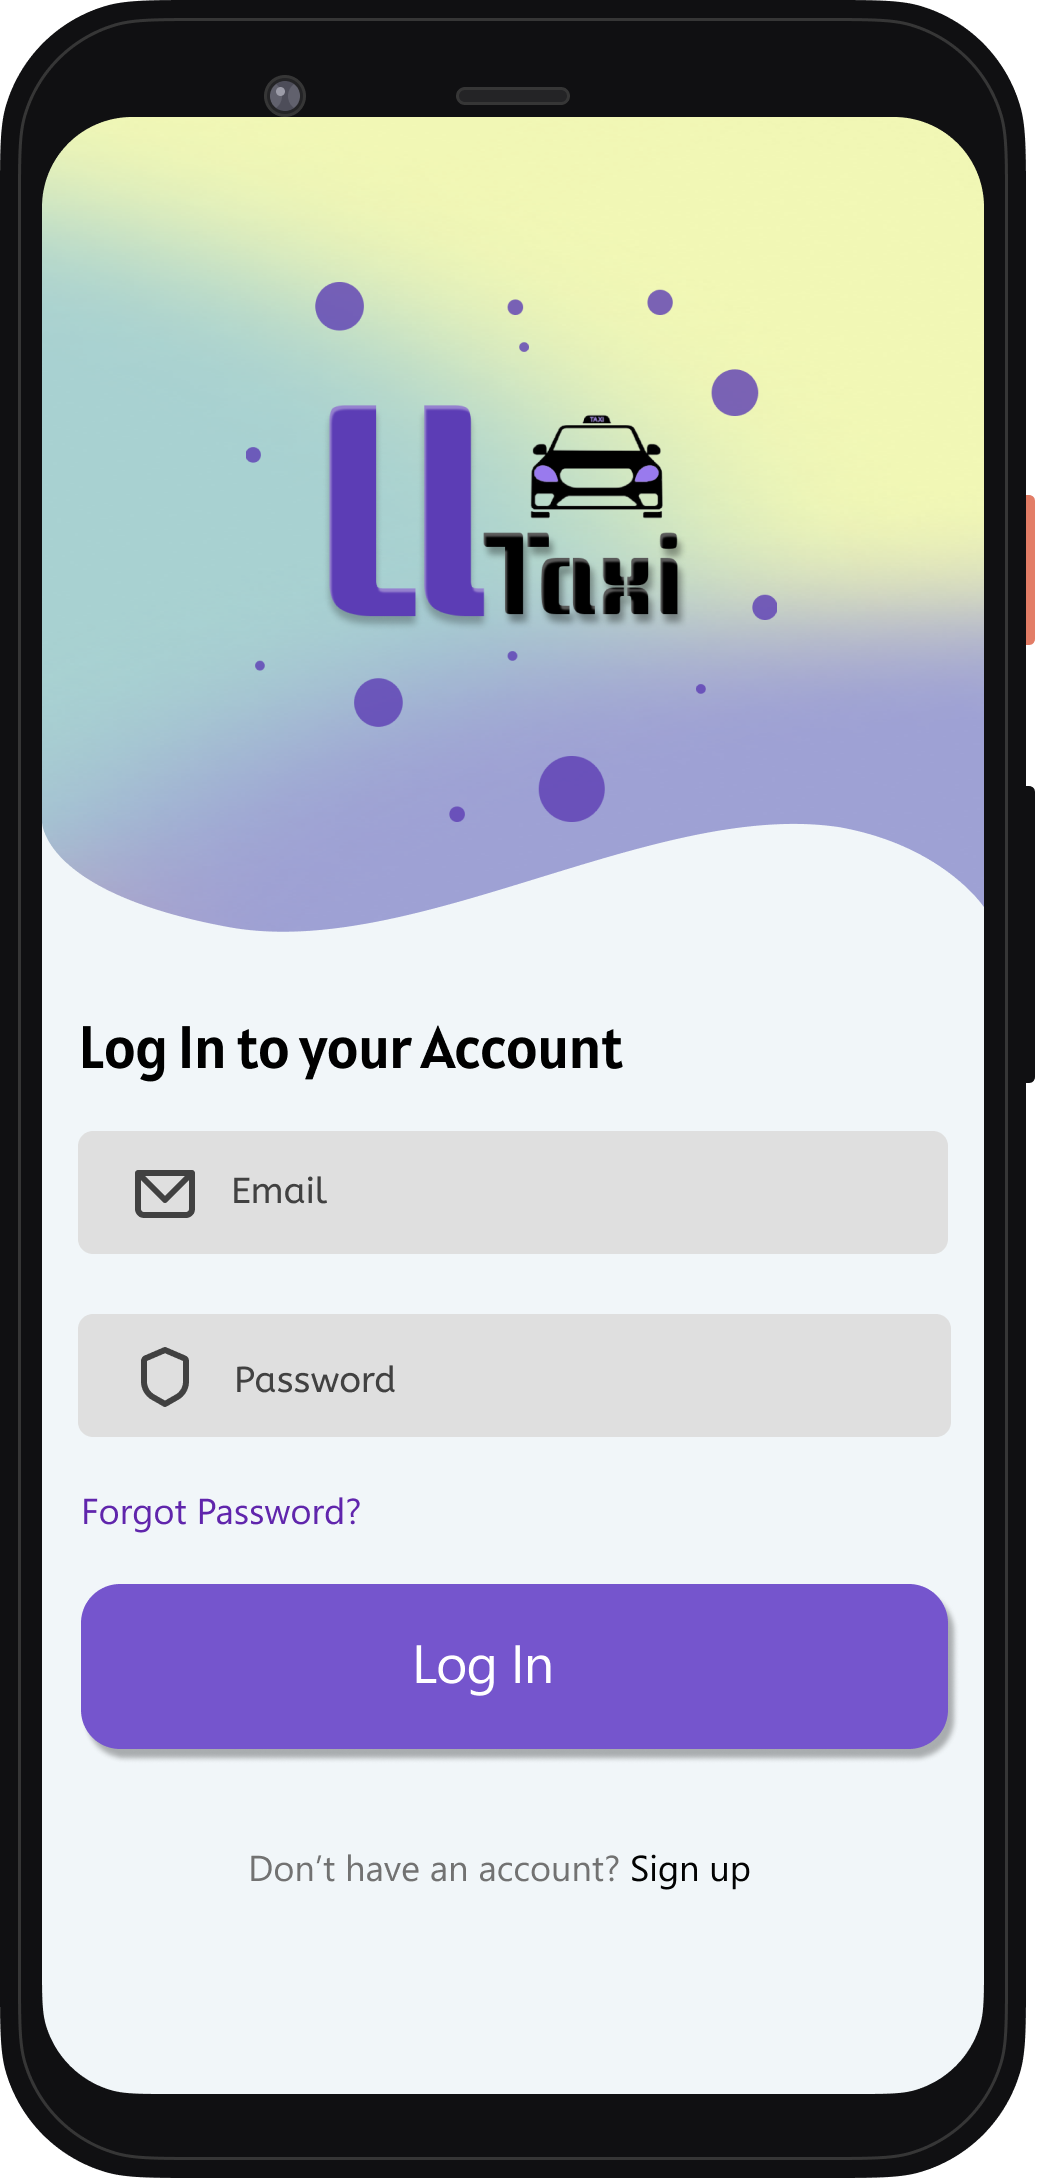 TAXI
LL Taxi
Log In to your Account
Email
Password
Forgot Password?
Log In
Don't have an account? Sign up